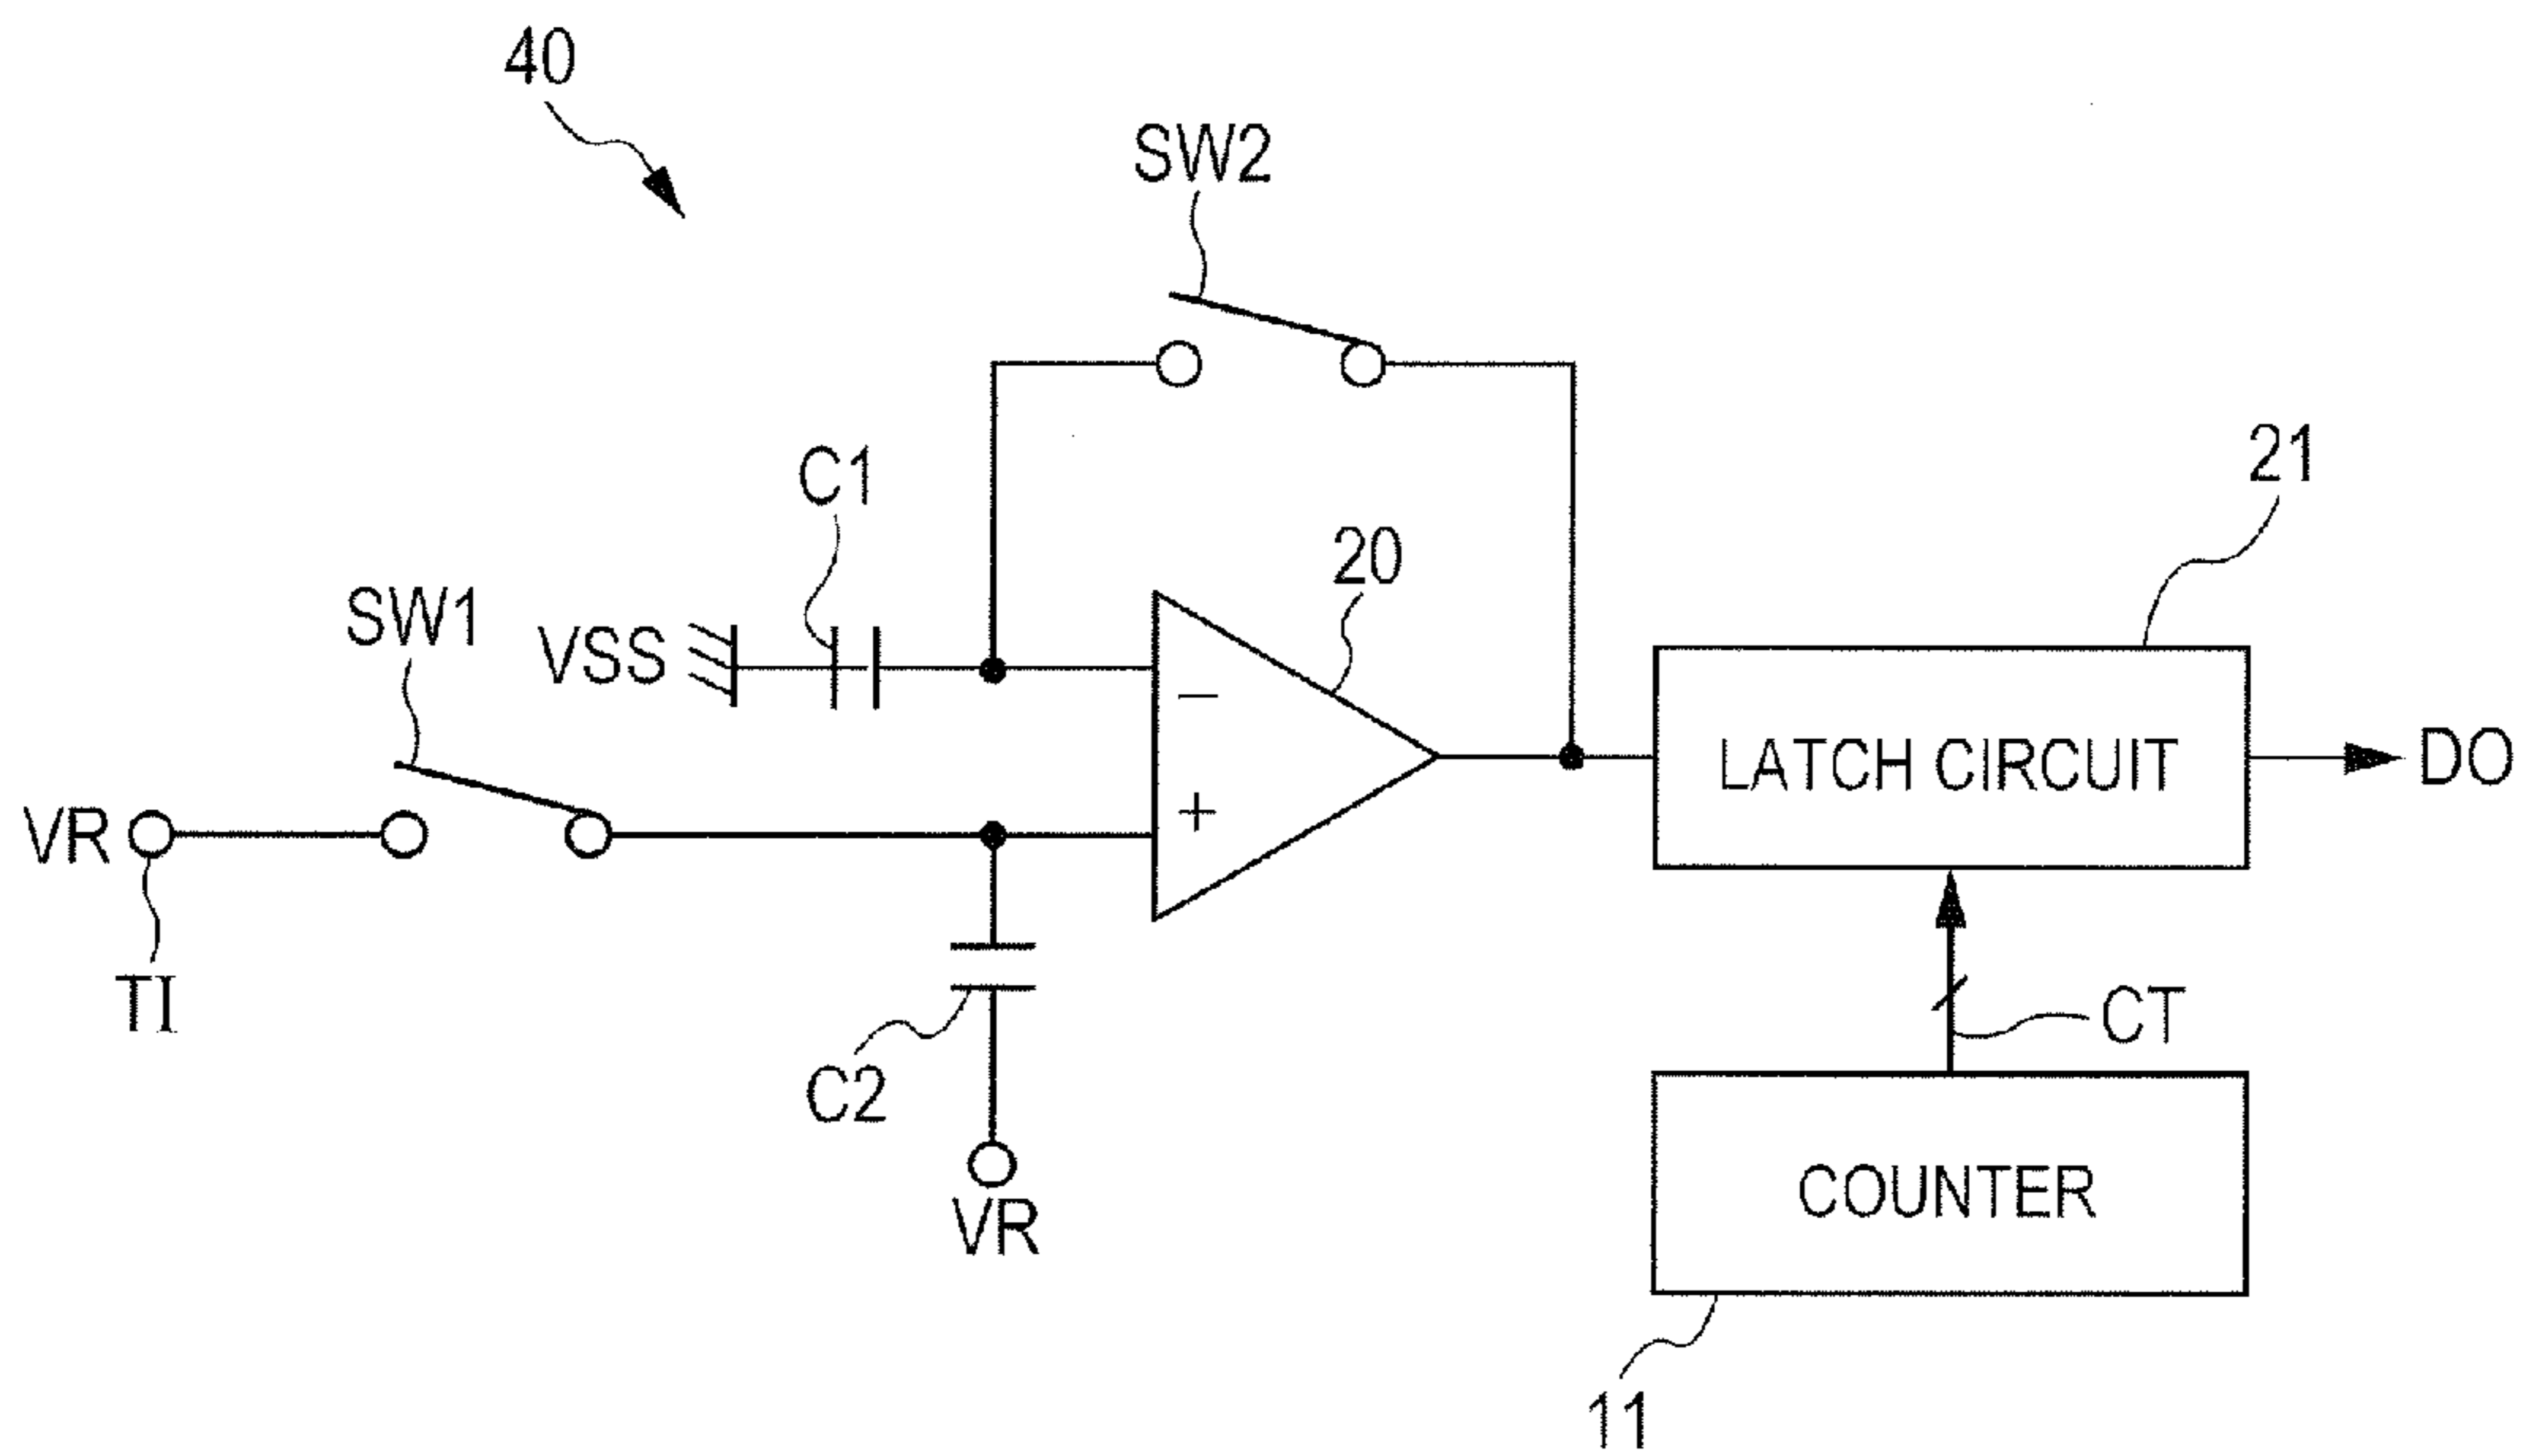 40
SW2
C1
21
20
SW1
VSS
−
LATCH CIRCUIT
DO
VR
+
TI
CT
C2
COUNTER
VR
11